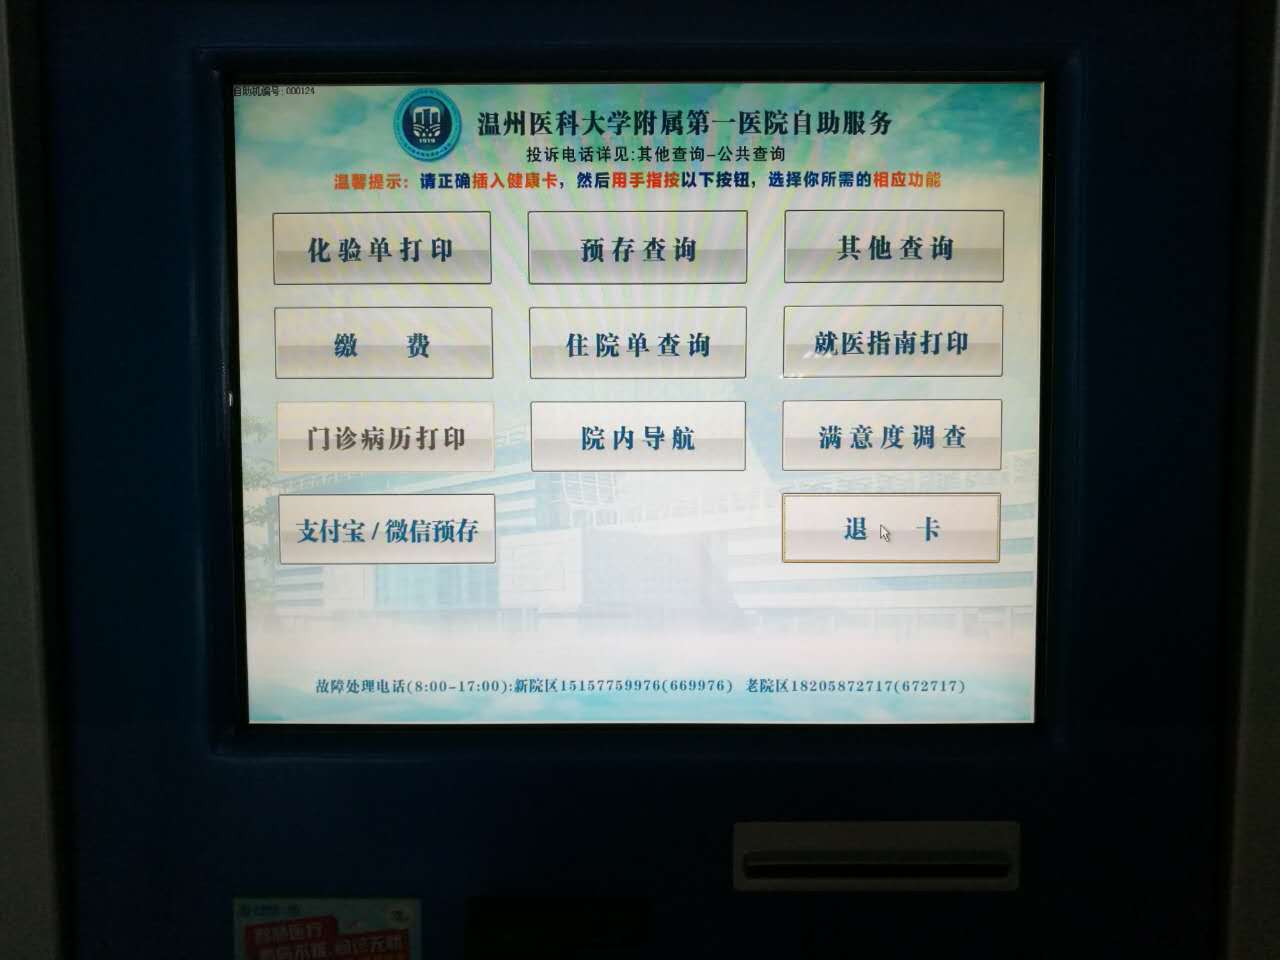 自助机编号:000124
1919
温州医科大学附属第一医院自助服务
投诉电话详见:其他查询-公共查询
温馨提示：请正确插入健康卡，然后用手指按以下按钮，选择你所需的相应功能
化验单打印 预存查询 其他查询
缴 费 住院单查询 就医指南打印
门诊病历打印 院内导航 满意度调查
支付宝/微信预存 退 卡
故障处理电话(8:00-17:00):新院区15157759976(669976) 老院区18205872717(672717)
智慧医疗